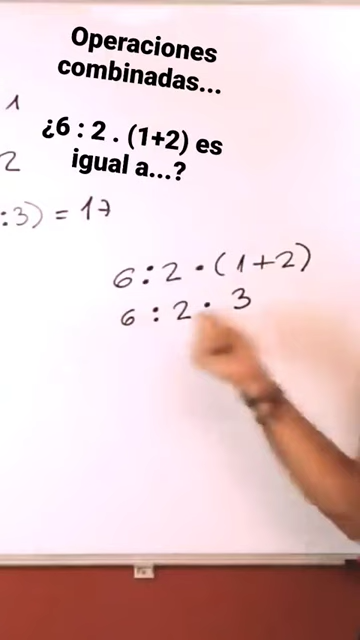 Operaciones
combinadas...
¿6 : 2 . (1+2) es
igual a...?
1
2
:3) = 17
6 : 2 · (1+2)
6 : 2 · 3